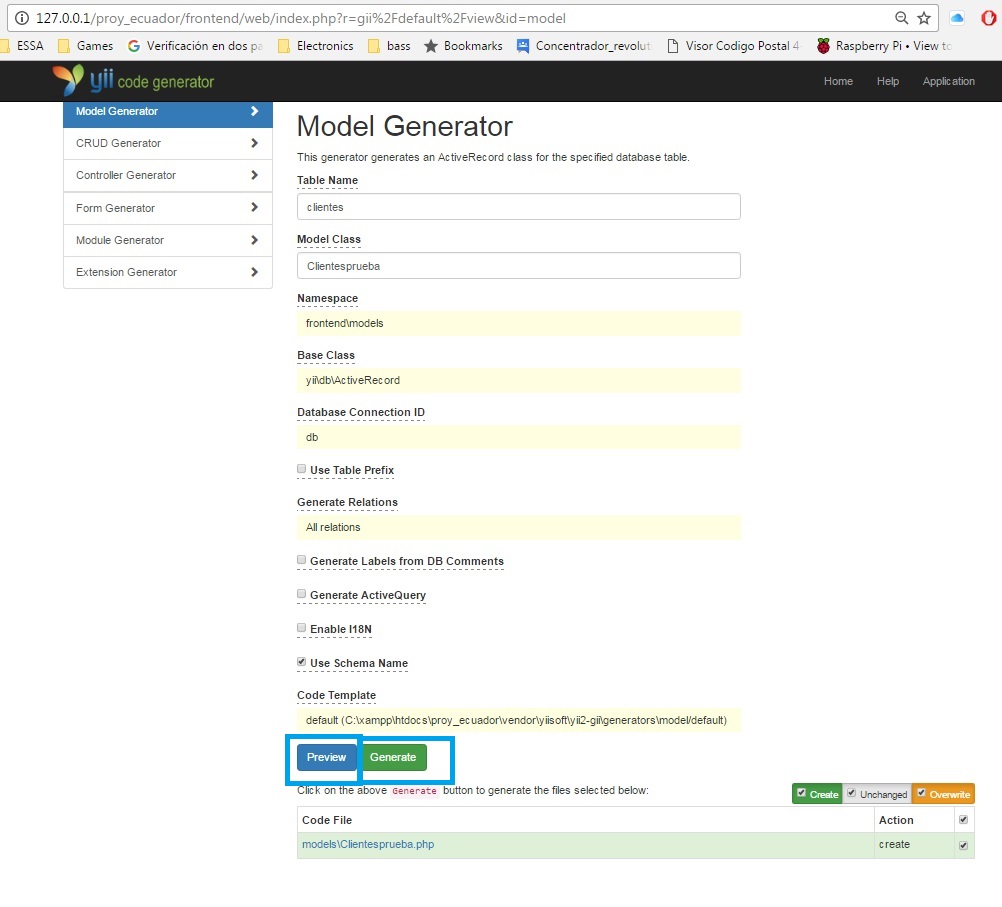 127.0.0.1/proy_ecuador/frontend/web/index.php?r=gii%2Fdefault%2Fview&id=model
ESSA Games Verificación en dos pa Electronics bass Bookmarks Concentrador_revolut Visor Codigo Postal 4 Raspberry Pi • View to
yii code generator Home Help Application
Model Generator
CRUD Generator
Controller Generator
Form Generator
Module Generator
Extension Generator
Model Generator
This generator generates an ActiveRecord class for the specified database table.
Table Name
clientes
Model Class
Clientesprueba
Namespace
frontend\models
Base Class
yii\db\ActiveRecord
Database Connection ID
db
Use Table Prefix
Generate Relations
All relations
Generate Labels from DB Comments
Generate ActiveQuery
Enable I18N
Use Schema Name
Code Template
default (C:\xampp\htdocs\proy_ecuador\vendor\yiisoft\yii2-gii\generators\model/default)
Preview Generate
Click on the above Generate button to generate the files selected below:
Create Unchanged Overwrite
Code File Action
models\Clientesprueba.php create